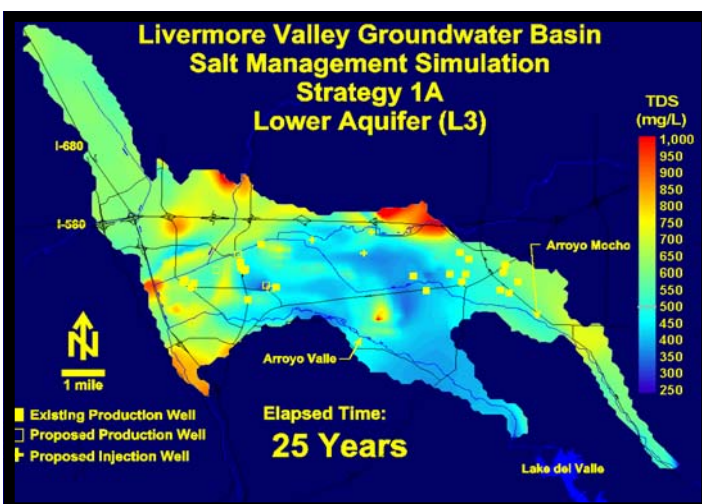 Livermore Valley Groundwater Basin
Salt Management Simulation
Strategy 1A
Lower Aquifer (L3)
TDS
(mg/L)
1,000
950
900
850
800
750
700
650
600
550
500
450
400
350
300
250
I-680
I-580
Arroyo Mocho
Arroyo Valle
N
1 mile
Existing Production Well
Proposed Production Well
Proposed Injection Well
Elapsed Time:
25 Years
Lake del Valle